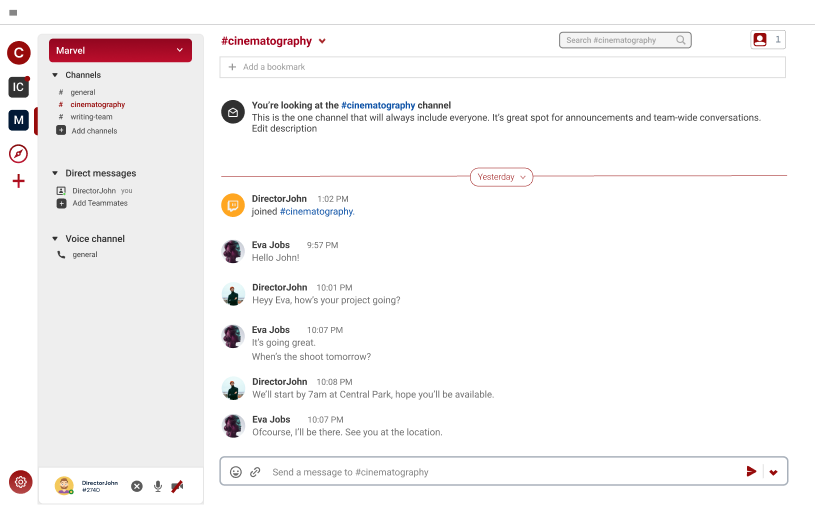 C
IC
M
Marvel
Channels
# general
# cinematography
# writing-team
+ Add channels
Direct messages
DirectorJohn you
+ Add Teammates
Voice channel
general
DirectorJohn
#2740
#cinematography
Search #cinematography
1
+ Add a bookmark
You're looking at the #cinematography channel
This is the one channel that will always include everyone. It's great spot for announcements and team-wide conversations.
Edit description
Yesterday
DirectorJohn 1:02 PM
joined #cinematography.
Eva Jobs 9:57 PM
Hello John!
DirectorJohn 10:01 PM
Heyy Eva, how's your project going?
Eva Jobs 10:07 PM
It's going great.
When's the shoot tomorrow?
DirectorJohn 10:08 PM
We'll start by 7am at Central Park, hope you'll be available.
Eva Jobs 10:07 PM
Ofcourse, I'll be there. See you at the location.
Send a message to #cinematography